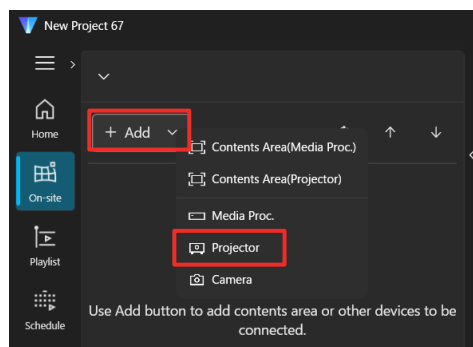 New Project 67
Home
+ Add
Contents Area(Media Proc.)
On-site
Contents Area(Projector)
Media Proc.
Playlist
Projector
Camera
Schedule
Use Add button to add contents area or other devices to be
connected.